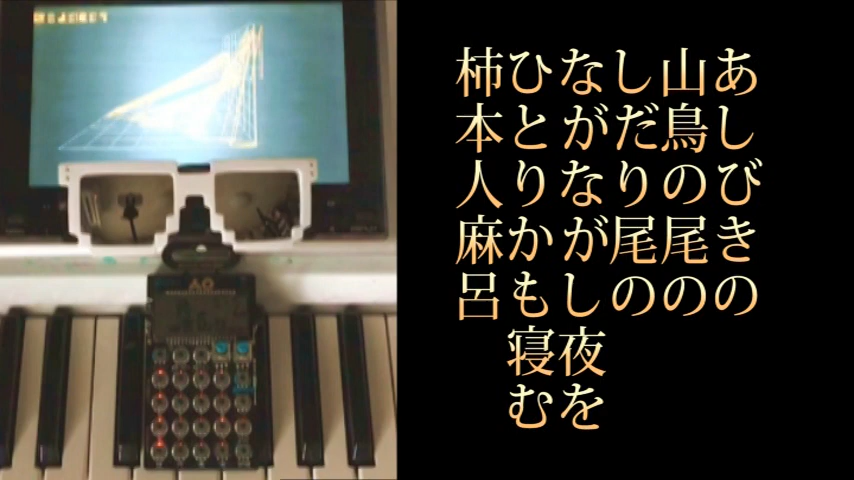 あしびきの
山鳥の尾の
しだり尾の
ながながし夜を
ひとりかも寝む
柿本人麻呂